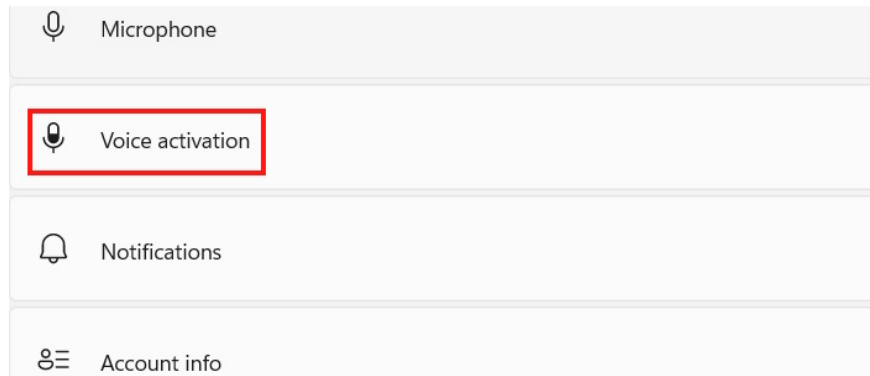 Microphone
Voice activation
Notifications
Account info